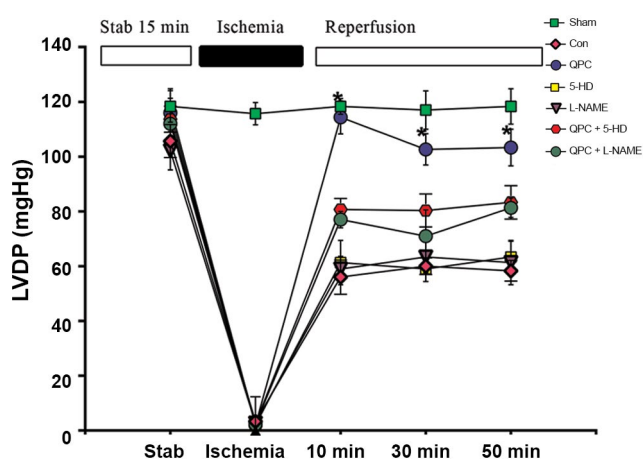 Stab 15 min Ischemia Reperfusion
Sham
Con
QPC
5-HD
L-NAME
QPC + 5-HD
QPC + L-NAME
LVDP (mgHg)
140
120
100
80
60
40
20
0
* * *
Stab Ischemia 10 min 30 min 50 min